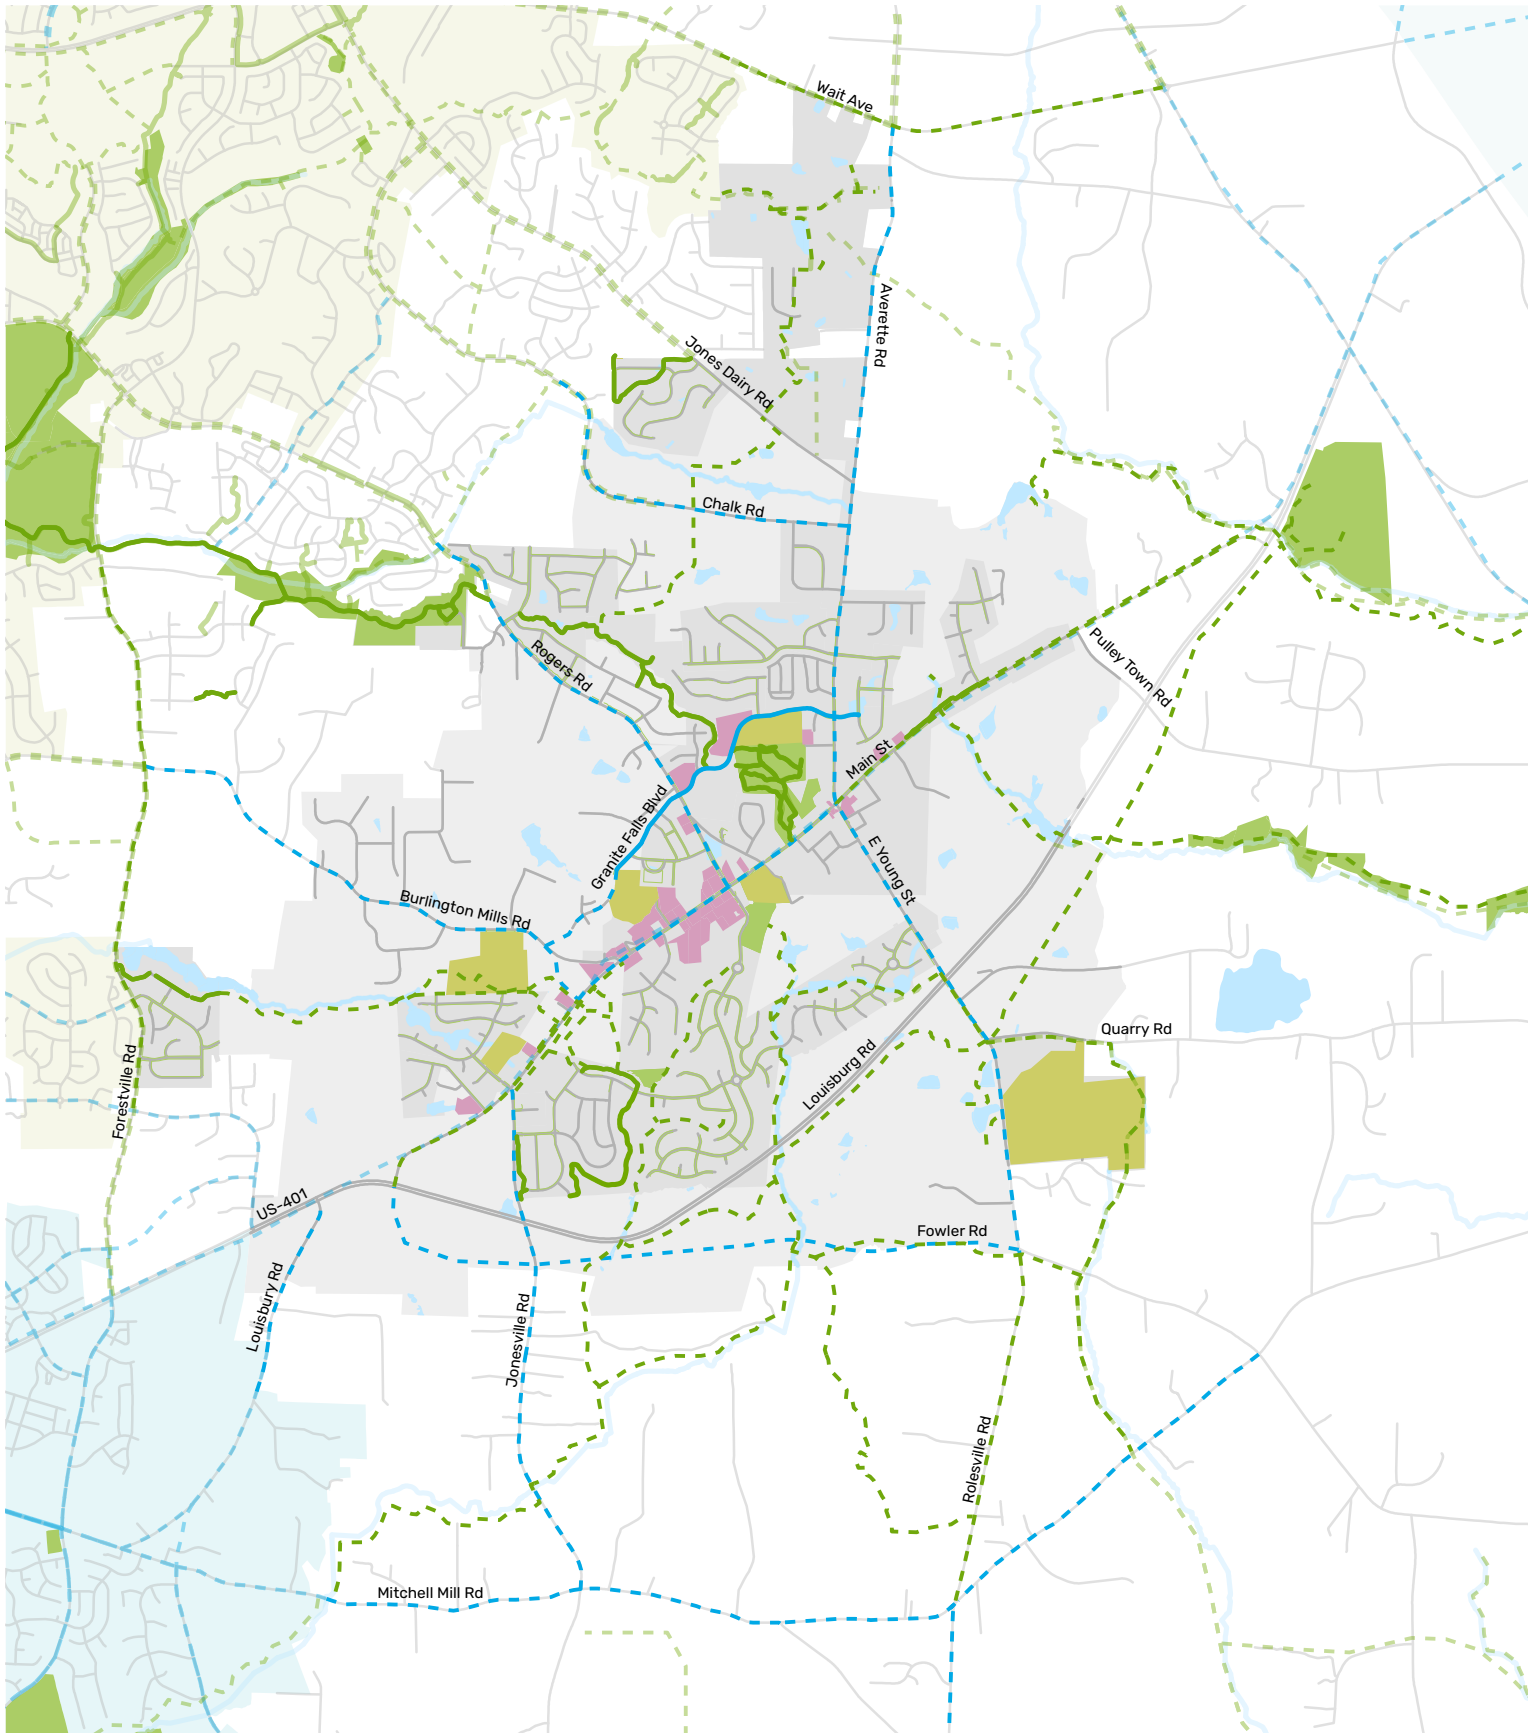 Wait Ave
Averette Rd
Jones Dairy Rd
Chalk Rd
Rogers Rd
Pulley Town Rd
Main St
Granite Falls Blvd
E Young St
Burlington Mills Rd
Quarry Rd
Forestville Rd
Louisburg Rd
US-401
Fowler Rd
Louisbury Rd
Jonesville Rd
Rolesville Rd
Mitchell Mill Rd